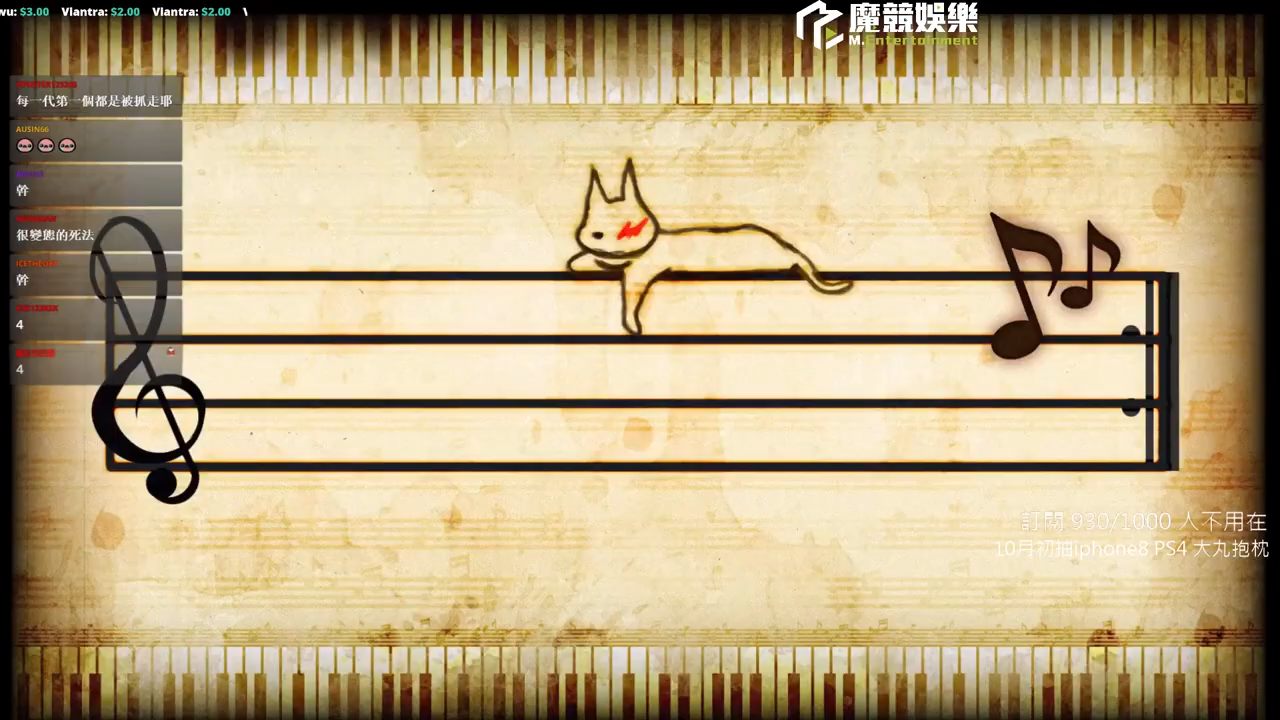 wu: $3.00 Vlantra: $2.00 Vlantra: $2.00 \
魔競娛樂
M.Entertainment
每一代第一個都是被抓走耶
AUSIN66
幹
很變態的死法
幹
4
4
訂閱 930/1000 人不用在
10月初抽iphone8,PS4 大丸抱枕